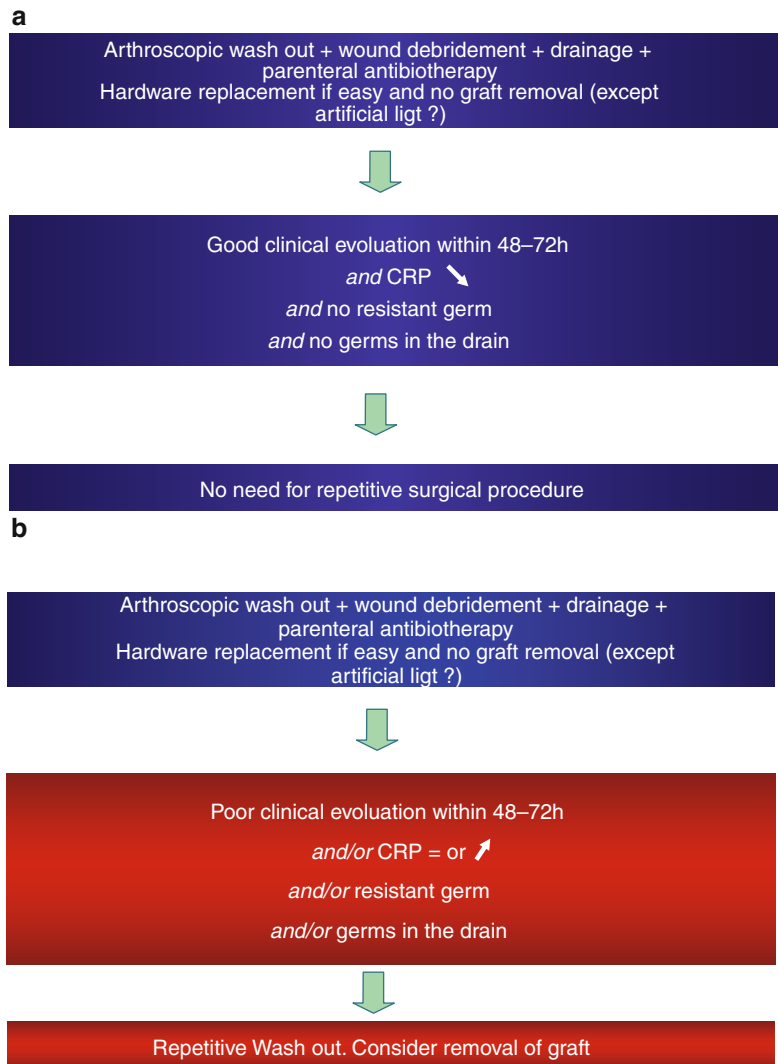 a
Arthroscopic wash out + wound debridement + drainage +
parenteral antibiotherapy
Hardware replacement if easy and no graft removal (except
artificial ligt ?)
Good clinical evoluation within 48–72h
and CRP ↘
and no resistant germ
and no germs in the drain
No need for repetitive surgical procedure
b
Arthroscopic wash out + wound debridement + drainage +
parenteral antibiotherapy
Hardware replacement if easy and no graft removal (except
artificial ligt ?)
Poor clinical evoluation within 48–72h
and/or CRP = or ↗
and/or resistant germ
and/or germs in the drain
Repetitive Wash out. Consider removal of graft